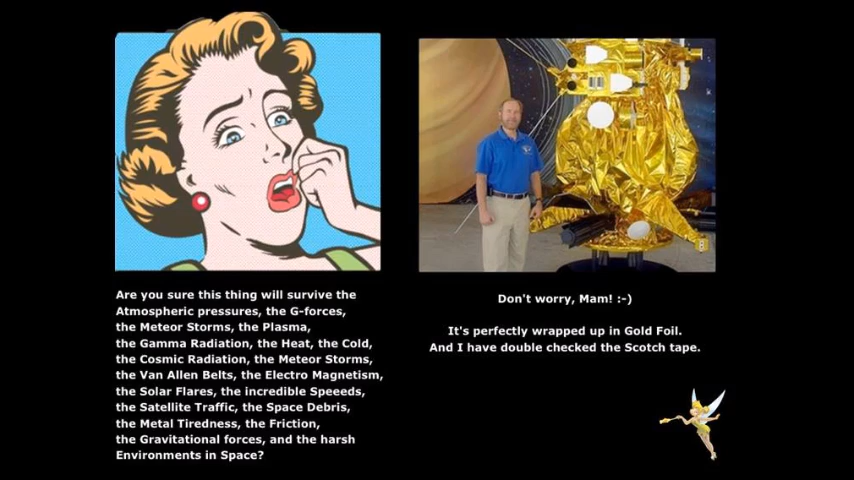 Are you sure this thing will survive the
Atmospheric pressures, the G-forces,
the Meteor Storms, the Plasma,
the Gamma Radiation, the Heat, the Cold,
the Cosmic Radiation, the Meteor Storms,
the Van Allen Belts, the Electro Magnetism,
the Solar Flares, the incredible Speeeds,
the Satellite Traffic, the Space Debris,
the Metal Tiredness, the Friction,
the Gravitational forces, and the harsh
Environments in Space?
Don't worry, Mam! :-)
It's perfectly wrapped up in Gold Foil.
And I have double checked the Scotch tape.